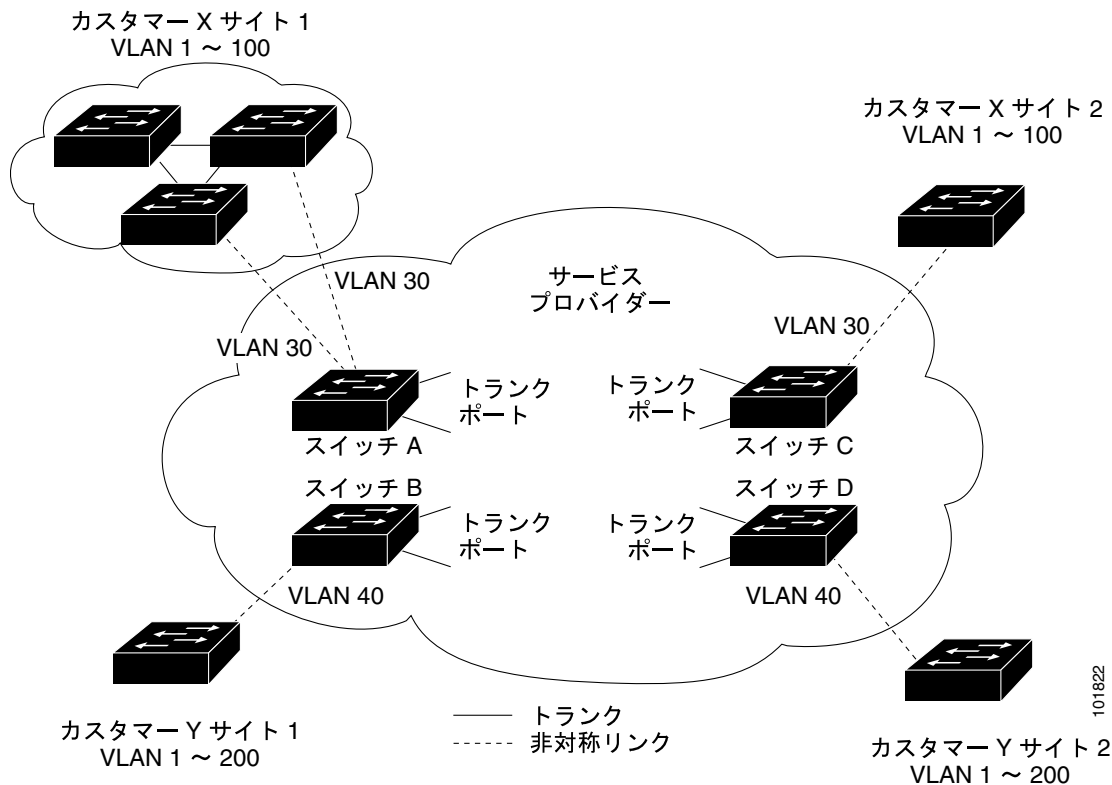 カスタマー X サイト 1
VLAN 1 ～ 100
カスタマー X サイト 2
VLAN 1 ～ 100
サービス
プロバイダー
VLAN 30
VLAN 30
VLAN 30
トランク
ポート
トランク
ポート
スイッチ A
スイッチ C
スイッチ B
スイッチ D
トランク
ポート
トランク
ポート
VLAN 40
VLAN 40
カスタマー Y サイト 1
VLAN 1 ～ 200
トランク
非対称リンク
カスタマー Y サイト 2
VLAN 1 ～ 200
101822